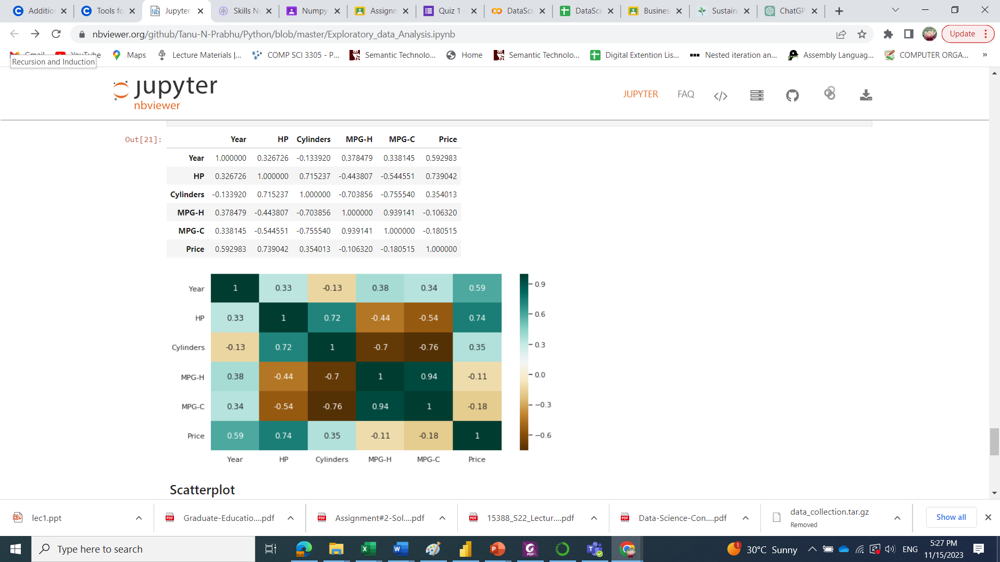 Additio
Tools fo
Jupyter
Skills Ne
Numpy
Assignm
Quiz 1 -
DataSci
DataSci
Busines
Sustain
ChatGP
nbviewer.org/github/Tanu-N-Prabhu/Python/blob/master/Exploratory_data_Analysis.ipynb
Update
Gmail YouTube Maps Lecture Materials |... COMP SCI 3305 - P... Semantic Technolo... Home Semantic Technolo... Digital Extention Lis... Nested iteration an... Assembly Languag... COMPUTER ORGA... »
Recursion and Induction
jupyter
nbviewer
JUPYTER FAQ </>
Out[21]:
Year HP Cylinders MPG-H MPG-C Price
Year 1.000000 0.326726 -0.133920 0.378479 0.338145 0.592983
HP 0.326726 1.000000 0.715237 -0.443807 -0.544551 0.739042
Cylinders -0.133920 0.715237 1.000000 -0.703856 -0.755540 0.354013
MPG-H 0.378479 -0.443807 -0.703856 1.000000 0.939141 -0.106320
MPG-C 0.338145 -0.544551 -0.755540 0.939141 1.000000 -0.180515
Price 0.592983 0.739042 0.354013 -0.106320 -0.180515 1.000000
Year 1 0.33 -0.13 0.38 0.34 0.59
HP 0.33 1 0.72 -0.44 -0.54 0.74
Cylinders -0.13 0.72 1 -0.7 -0.76 0.35
MPG-H 0.38 -0.44 -0.7 1 0.94 -0.11
MPG-C 0.34 -0.54 -0.76 0.94 1 -0.18
Price 0.59 0.74 0.35 -0.11 -0.18 1
Year HP Cylinders MPG-H MPG-C Price
0.9
0.6
0.3
0.0
−0.3
−0.6
Scatterplot
lec1.ppt
Graduate-Educatio....pdf
Assignment#2-Sol....pdf
15388_S22_Lectur....pdf
Data-Science-Con....pdf
data_collection.tar.gz
Removed
Show all
Type here to search
1
30°C Sunny
ENG
5:27 PM
11/15/2023